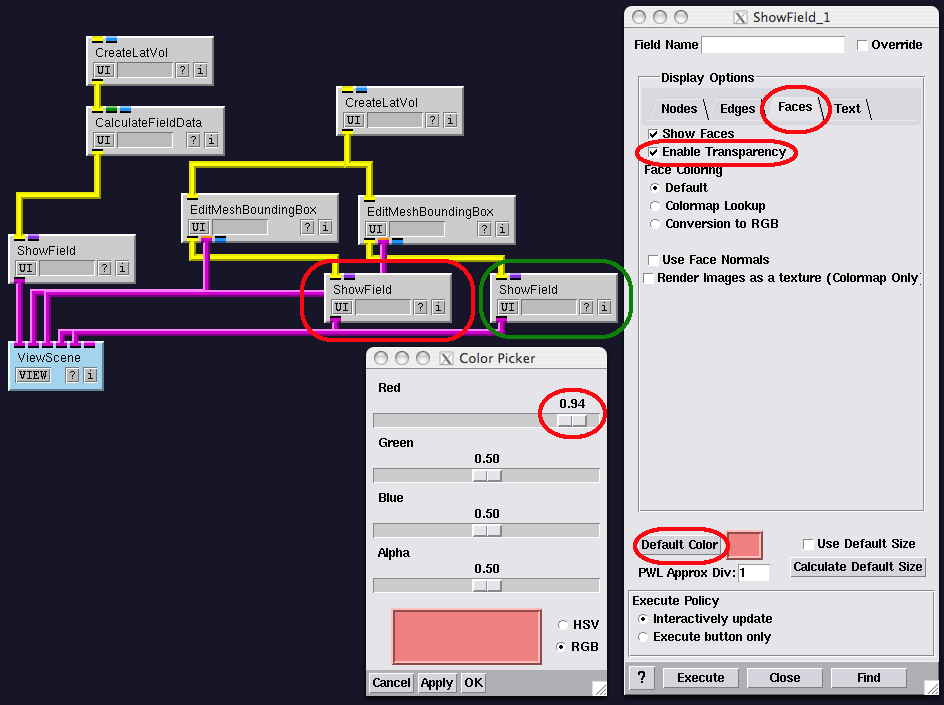 CreateLatVol
UI ? i
CalculateFieldData
UI ? i
CreateLatVol
UI ? i
EditMeshBoundingBox
UI ? i
EditMeshBoundingBox
UI ? i
ShowField
UI ? i
ShowField
UI ? i
ShowField
UI ? i
ViewScene
VIEW ? i
X Color Picker
Red
0.94
Green
0.50
Blue
0.50
Alpha
0.50
HSV
RGB
Cancel Apply OK
X ShowField_1
Field Name Override
Display Options
Nodes Edges Faces Text
Show Faces
Enable Transparency
Face Coloring
Default
Colormap Lookup
Conversion to RGB
Use Face Normals
Render Images as a texture (Colormap Only)
Default Color Use Default Size
PWL Approx Div: 1 Calculate Default Size
Execute Policy
Interactively update
Execute button only
? Execute Close Find